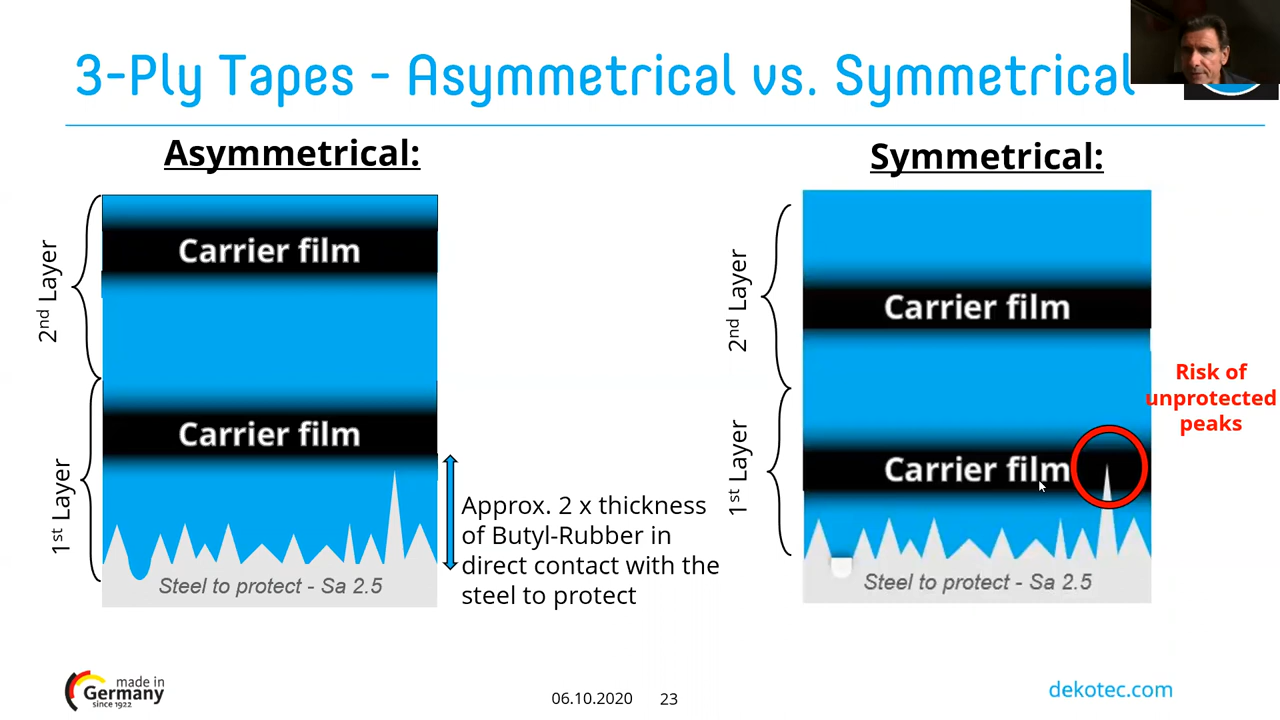 3-Ply Tapes - Asymmetrical vs. Symmetrical
Asymmetrical:
2nd Layer
Carrier film
1st Layer
Carrier film
Steel to protect - Sa 2.5
Approx. 2 x thickness
of Butyl-Rubber in
direct contact with the
steel to protect
Symmetrical:
2nd Layer
Carrier film
1st Layer
Carrier film
Steel to protect - Sa 2.5
Risk of
unprotected
peaks
made in
Germany
since 1922
06.10.2020 23
dekotec.com